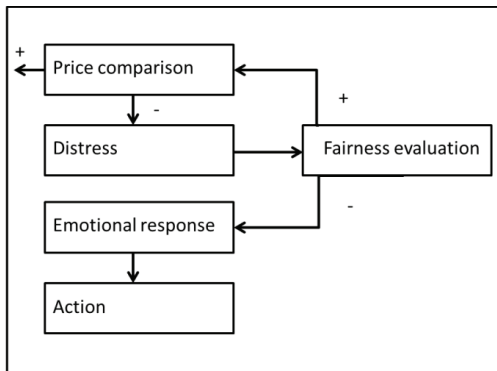 +
Price comparison
-
+
Distress
Fairness evaluation
-
Emotional response
Action